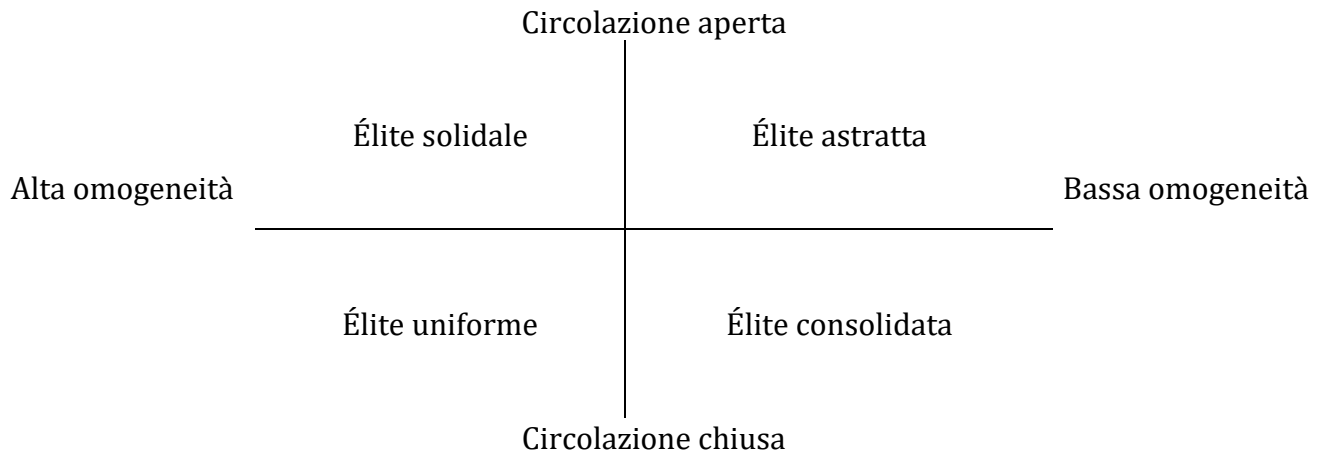 Circolazione aperta
Élite solidale
Élite astratta
Alta omogeneità
Bassa omogeneità
Élite uniforme
Élite consolidata
Circolazione chiusa